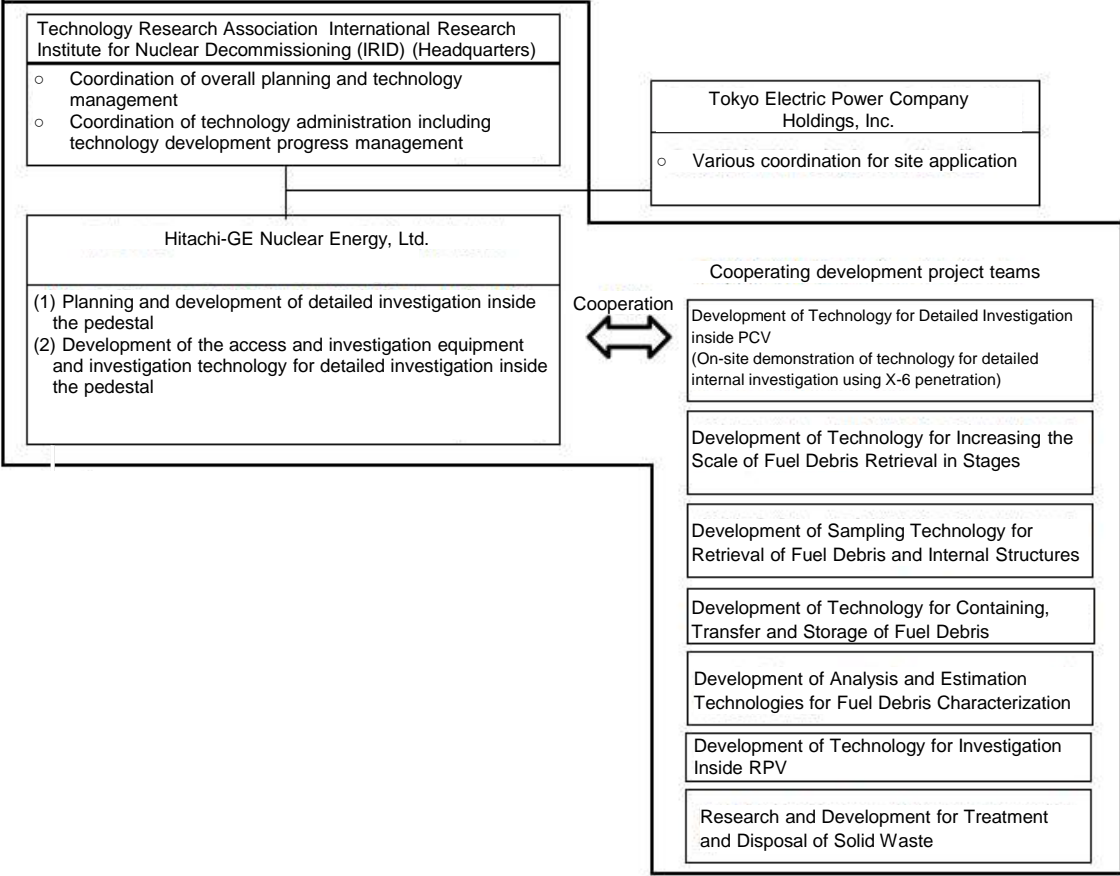 Technology Research Association  International Research
Institute for Nuclear Decommissioning (IRID) (Headquarters)
○ Coordination of overall planning and technology
management
○ Coordination of technology administration including
technology development progress management
Tokyo Electric Power Company
Holdings, Inc.
○ Various coordination for site application
Hitachi-GE Nuclear Energy, Ltd.
(1) Planning and development of detailed investigation inside
the pedestal
(2) Development of the access and investigation equipment
and investigation technology for detailed investigation inside
the pedestal
Cooperation
Cooperating development project teams
Development of Technology for Detailed Investigation
inside PCV
(On-site demonstration of technology for detailed
internal investigation using X-6 penetration)
Development of Technology for Increasing the
Scale of Fuel Debris Retrieval in Stages
Development of Sampling Technology for
Retrieval of Fuel Debris and Internal Structures
Development of Technology for Containing,
Transfer and Storage of Fuel Debris
Development of Analysis and Estimation
Technologies for Fuel Debris Characterization
Development of Technology for Investigation
Inside RPV
Research and Development for Treatment
and Disposal of Solid Waste